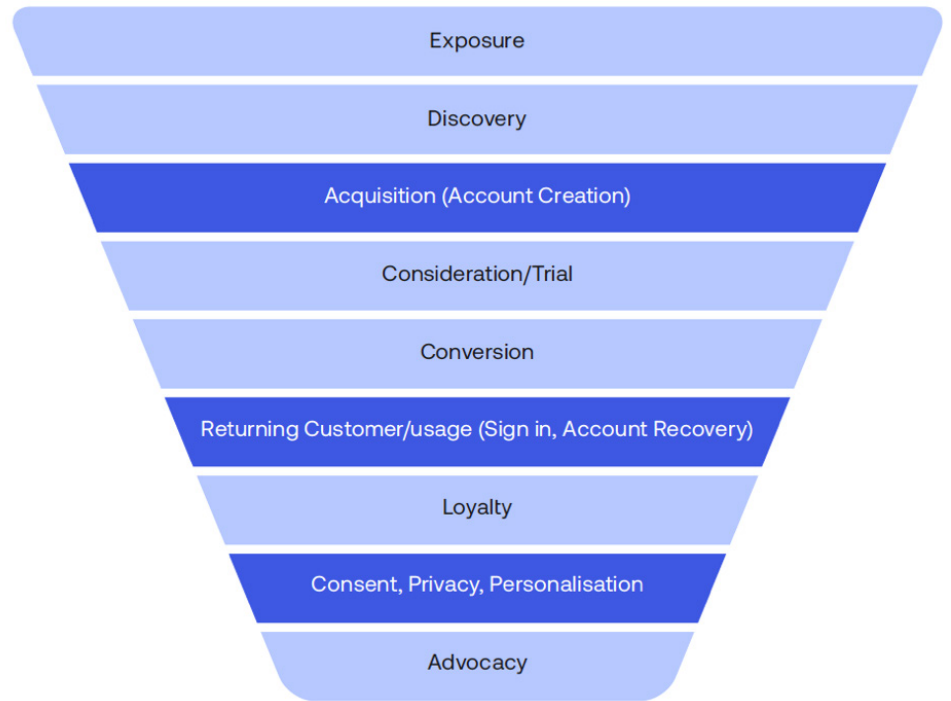 Exposure
Discovery
Acquisition (Account Creation)
Consideration/Trial
Conversion
Returning Customer/usage (Sign in, Account Recovery)
Loyalty
Consent, Privacy, Personalisation
Advocacy